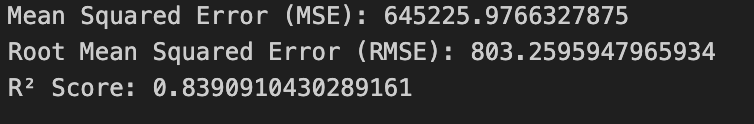 Mean Squared Error (MSE): 645225.9766327875
Root Mean Squared Error (RMSE): 803.2595947965934
R² Score: 0.8390910430289161